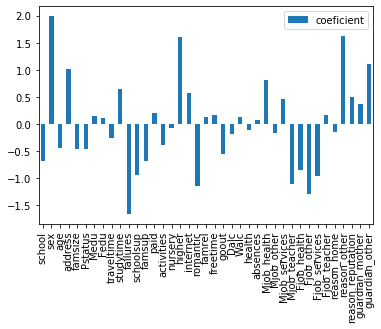 coeficient
2.0
1.5
1.0
0.5
0.0
−0.5
−1.0
−1.5
school
sex
age
address
famsize
Pstatus
Medu
Fedu
traveltime
studytime
failures
schoolsup
famsup
paid
activities
nursery
higher
internet
romantic
famrel
freetime
goout
Dalc
Walc
health
absences
Mjob_health
Mjob_other
Mjob_services
Mjob_teacher
Fjob_health
Fjob_other
Fjob_services
Fjob_teacher
reason_home
reason_other
reason_reputation
guardian_mother
guardian_other